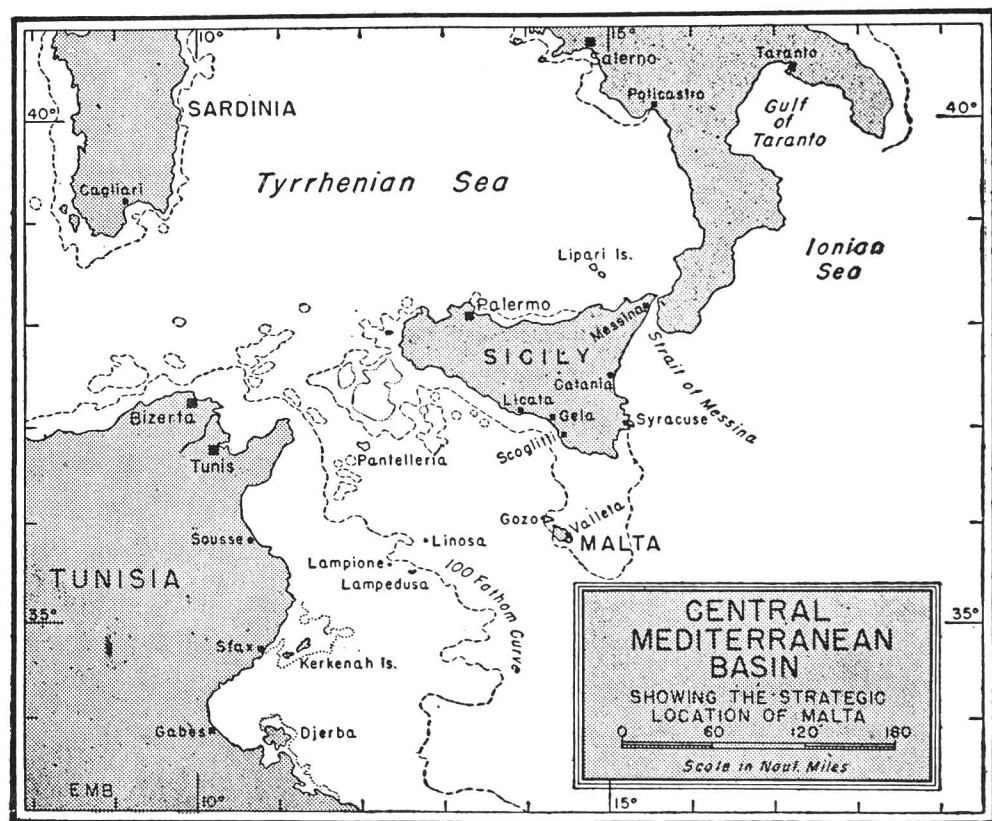 10°
15°
Salerno
Taranto
Policastro
40°
SARDINIA
40°
Gulf
of
Taranto
Cagliari
Tyrrhenian Sea
Ionian
Sea
Lipari Is.
Palermo
Messina
SICILY
Strait of Messina
Catania
Bizerta
Licata
Gela
Syracuse
Scoglitti
Tunis
Pantelleria
Gozo
Valleta
MALTA
Sousse
Linosa
Lampione
Lampedusa
100 Fathom Curve
TUNISIA
35°
35°
Sfax
Kerkenah Is.
Gabès
Djerba
EMB
10°
15°
CENTRAL
MEDITERRANEAN
BASIN
SHOWING THE STRATEGIC
LOCATION OF MALTA
0 60 120 180
Scale in Naut. Miles